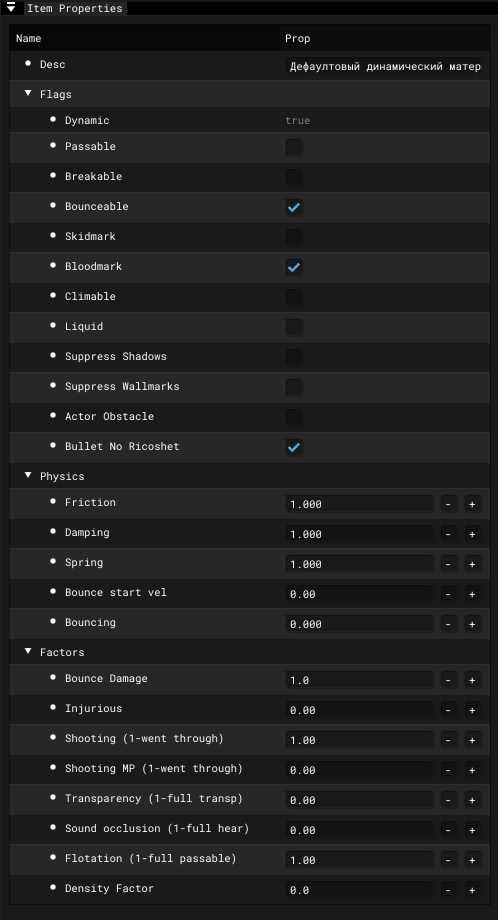 Item Properties
Name Prop
Desc Дефаултовый динамический матер
Flags
Dynamic true
Passable
Breakable
Bounceable
Skidmark
Bloodmark
Climable
Liquid
Suppress Shadows
Suppress Wallmarks
Actor Obstacle
Bullet No Ricoshet
Physics
Friction 1.000 - +
Damping 1.000 - +
Spring 1.000 - +
Bounce start vel 0.00 - +
Bouncing 0.000 - +
Factors
Bounce Damage 1.0 - +
Injurious 0.00 - +
Shooting (1-went through) 1.00 - +
Shooting MP (1-went through) 0.00 - +
Transparency (1-full transp) 0.00 - +
Sound occlusion (1-full hear) 0.00 - +
Flotation (1-full passable) 1.00 - +
Density Factor 0.0 - +